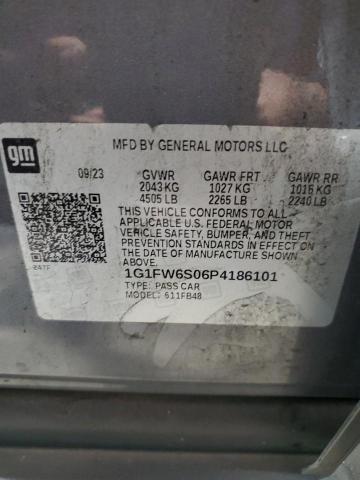 gm
MFD BY GENERAL MOTORS LLC
09/23 GVWR GAWR FRT GAWR RR
2043 KG 1027 KG 1016 KG
4505 LB 2265 LB 2240 LB
THIS VEHICLE CONFORMS TO ALL
APPLICABLE U.S. FEDERAL MOTOR
VEHICLE SAFETY, BUMPER, AND THEFT
PREVENTION STANDARDS IN EFFECT ON
THE DATE OF MANUFACTURE SHOWN
ABOVE.
1G1FW6S06P4186101
TYPE: PASS CAR
MODEL: 611FB48